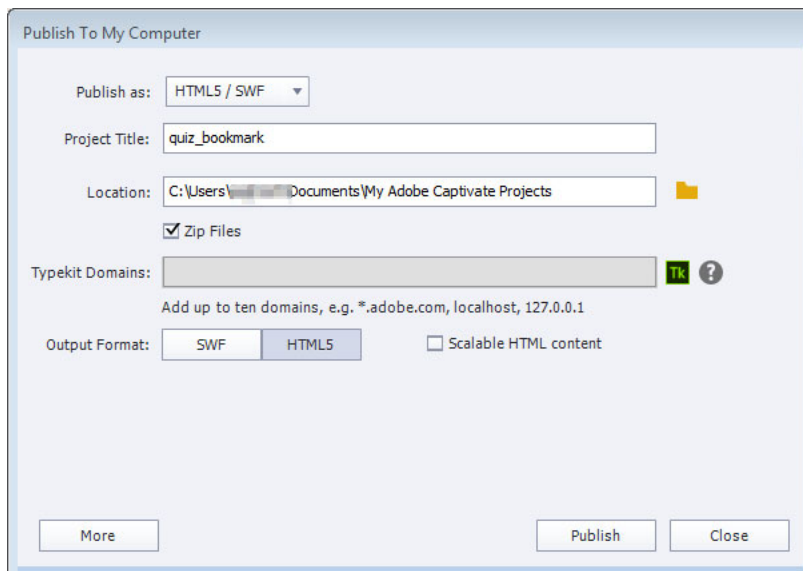 Publish To My Computer
Publish as: HTML5 / SWF
Project Title: quiz_bookmark
Location: C:\Users\ Documents\My Adobe Captivate Projects
Zip Files
Typekit Domains: Tk ?
Add up to ten domains, e.g. *.adobe.com, localhost, 127.0.0.1
Output Format: SWF HTML5 Scalable HTML content
More Publish Close